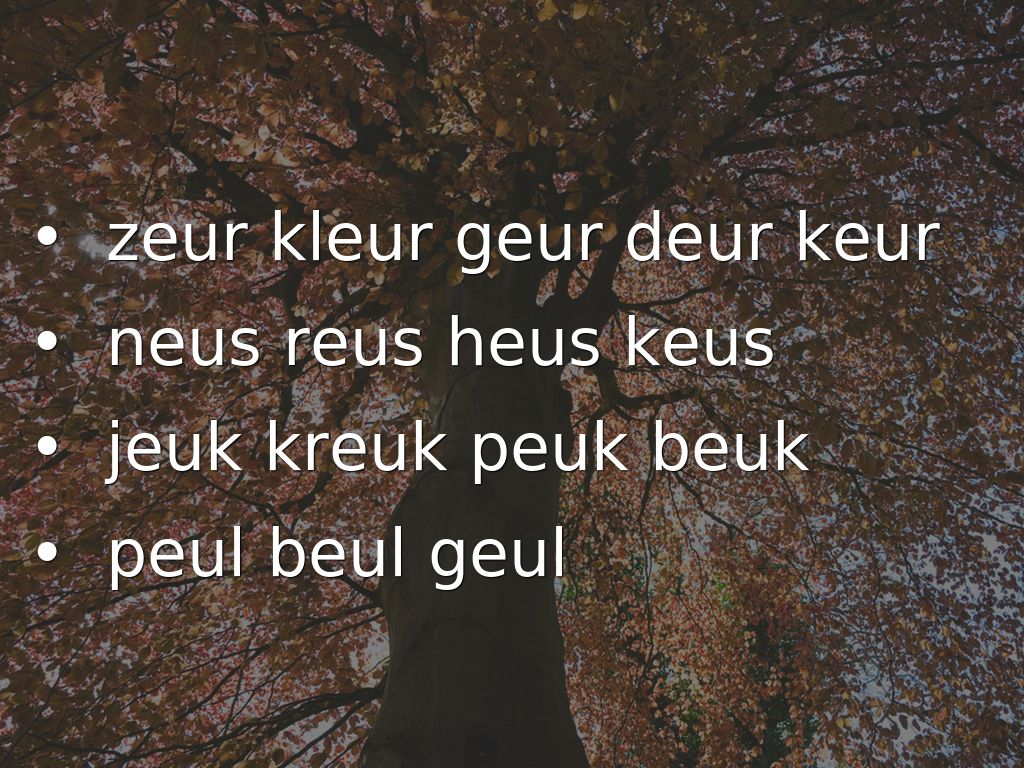 • zeur kleur geur deur keur
• neus reus heus keus
• jeuk kreuk peuk beuk
• peul beul geul